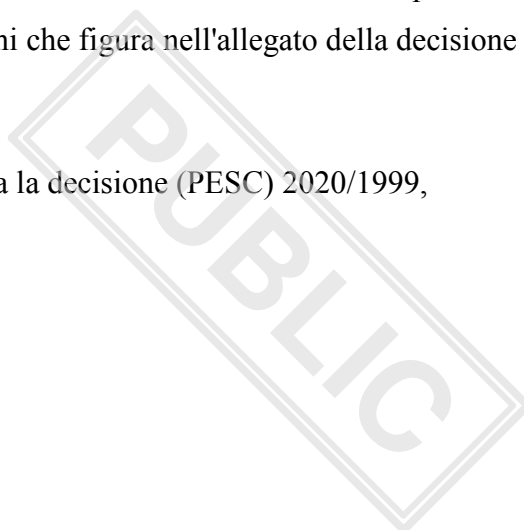 ni che figura nell'allegato della decisione
a la decisione (PESC) 2020/1999,
PUBLIC